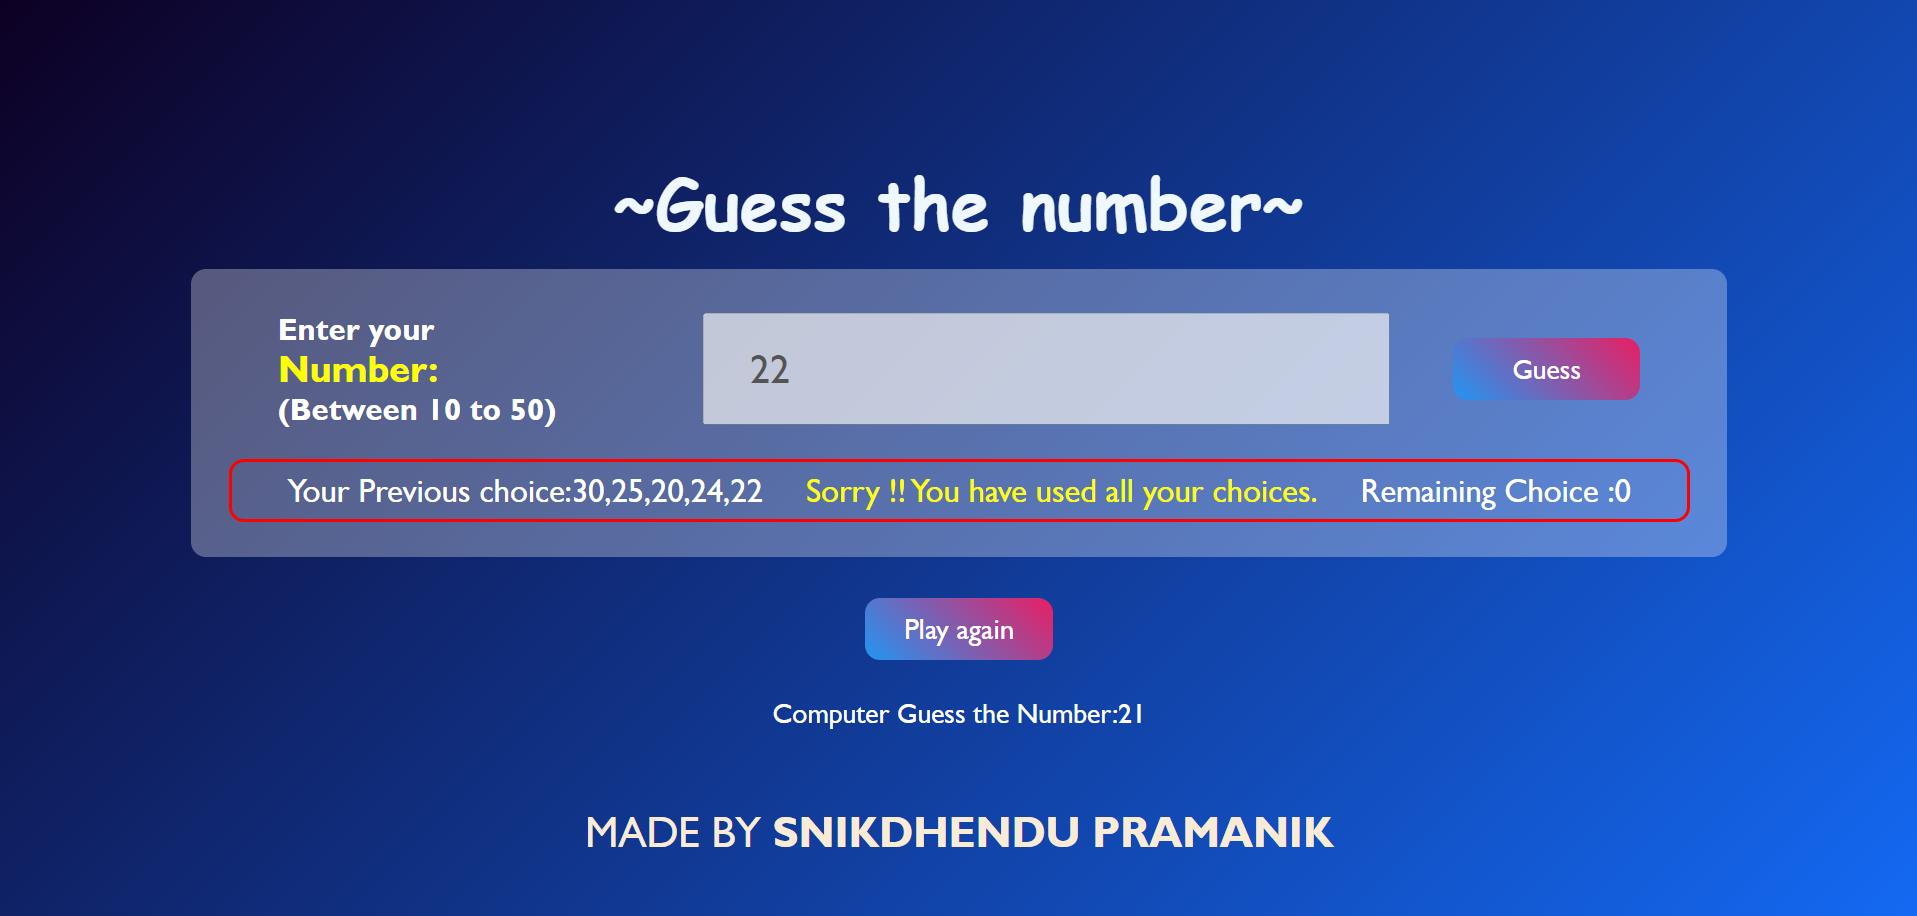 ~Guess the number~
Enter your
Number:
(Between 10 to 50)
22
Guess
Your Previous choice:30,25,20,24,22 Sorry !! You have used all your choices. Remaining Choice :0
Play again
Computer Guess the Number:21
MADE BY SNIKDHENDU PRAMANIK